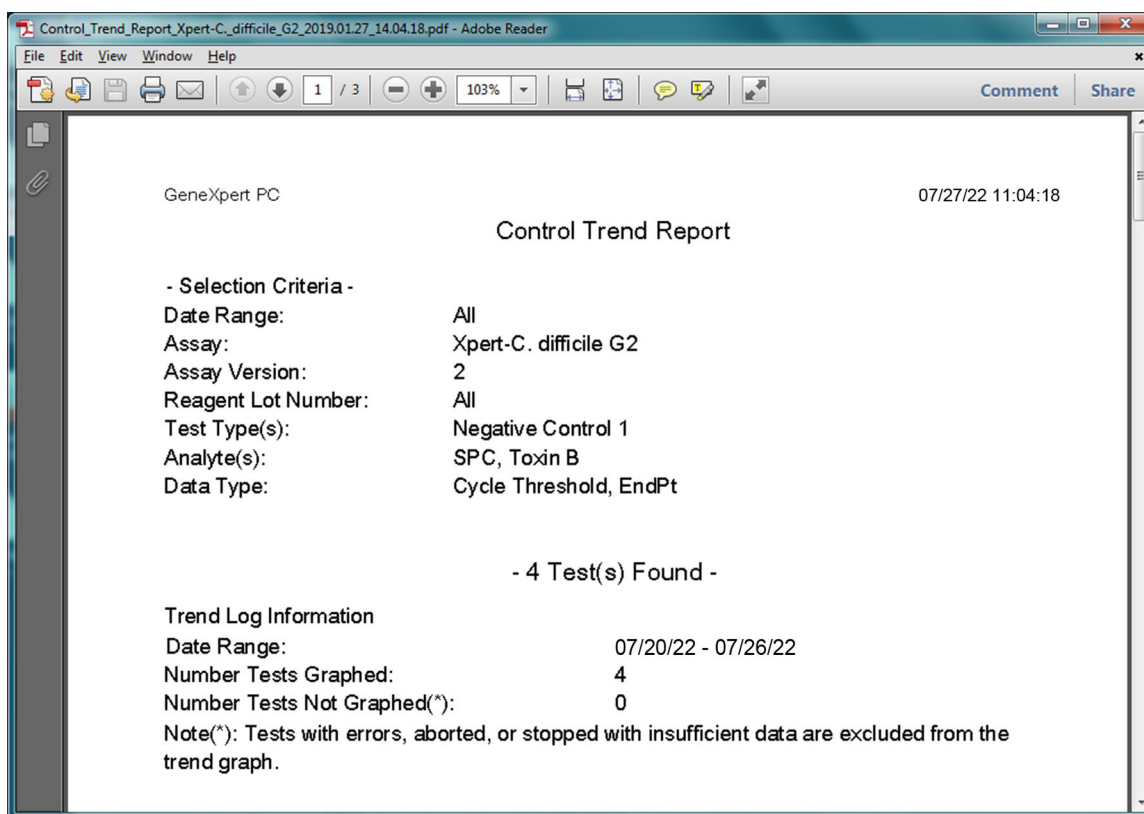 Control_Trend_Report_Xpert-C._difficile_G2_2019.01.27_14.04.18.pdf - Adobe Reader
File Edit View Window Help
1 / 3 103% Comment Share
GeneXpert PC 07/27/22 11:04:18
Control Trend Report
- Selection Criteria -
Date Range: All
Assay: Xpert-C. difficile G2
Assay Version: 2
Reagent Lot Number: All
Test Type(s): Negative Control 1
Analyte(s): SPC, Toxin B
Data Type: Cycle Threshold, EndPt
- 4 Test(s) Found -
Trend Log Information
Date Range: 07/20/22 - 07/26/22
Number Tests Graphed: 4
Number Tests Not Graphed(*): 0
Note(*): Tests with errors, aborted, or stopped with insufficient data are excluded from the
trend graph.